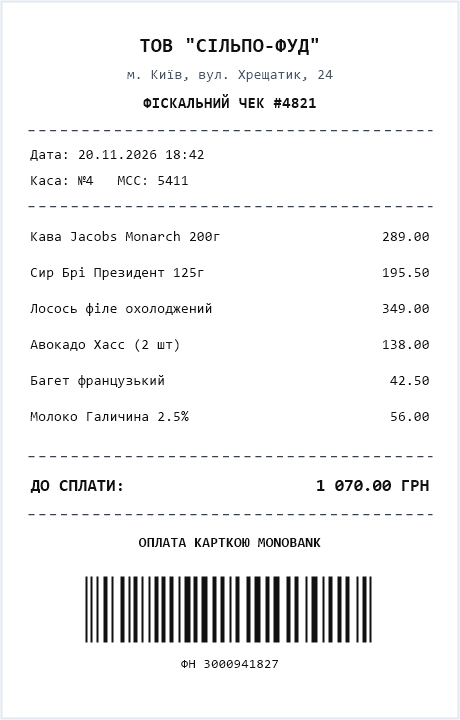 ТОВ "СІЛЬПО-ФУД"
м. Київ, вул. Хрещатик, 24
ФІСКАЛЬНИЙ ЧЕК #4821
Дата: 20.11.2026 18:42
Каса: №4 МСС: 5411
Кава Jacobs Monarch 200г 289.00
Сир Брі Президент 125г 195.50
Лосось філе охолоджений 349.00
Авокадо Хасс (2 шт) 138.00
Багет французький 42.50
Молоко Галичина 2.5% 56.00
ДО СПЛАТИ: 1 070.00 ГРН
ОПЛАТА КАРТКОЮ MONOBANK
ФН 3000941827